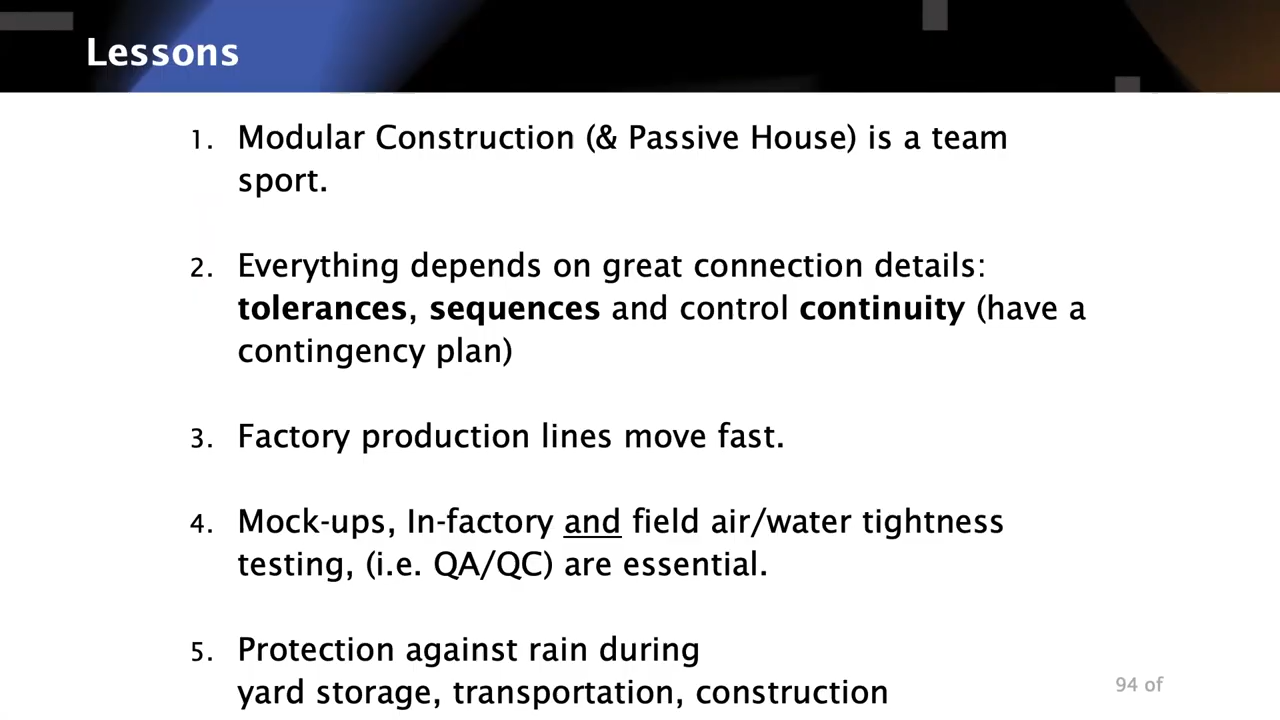 Lessons
1. Modular Construction (& Passive House) is a team
sport.
2. Everything depends on great connection details:
tolerances, sequences and control continuity (have a
contingency plan)
3. Factory production lines move fast.
4. Mock-ups, In-factory and field air/water tightness
testing, (i.e. QA/QC) are essential.
5. Protection against rain during
yard storage, transportation, construction
94 of